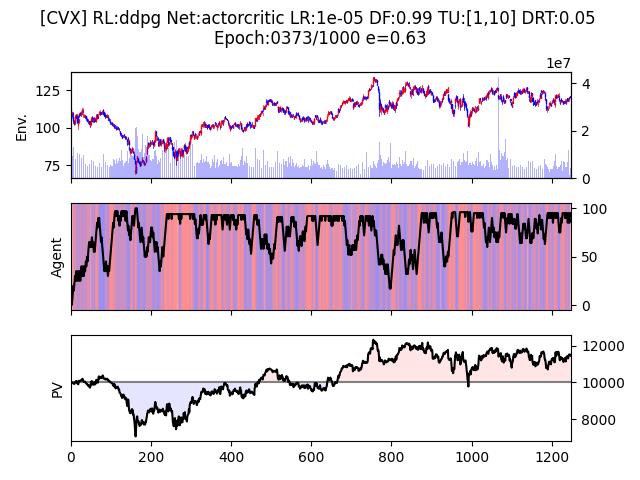 [CVX] RL:ddpg Net:actorcritic LR:1e-05 DF:0.99 TU:[1,10] DRT:0.05
Epoch:0373/1000 e=0.63
1e7
125
100
75
Env.
4
2
0
Agent
100
50
0
PV
12000
10000
8000
0 200 400 600 800 1000 1200